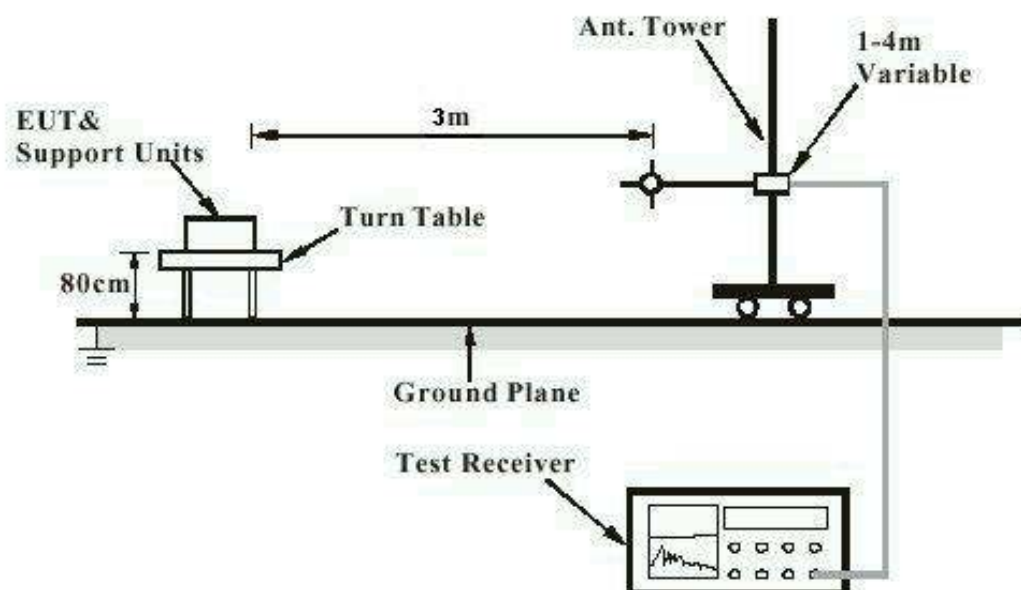 Ant. Tower
1-4m
Variable
EUT&
Support Units
3m
Turn Table
80cm
Ground Plane
Test Receiver